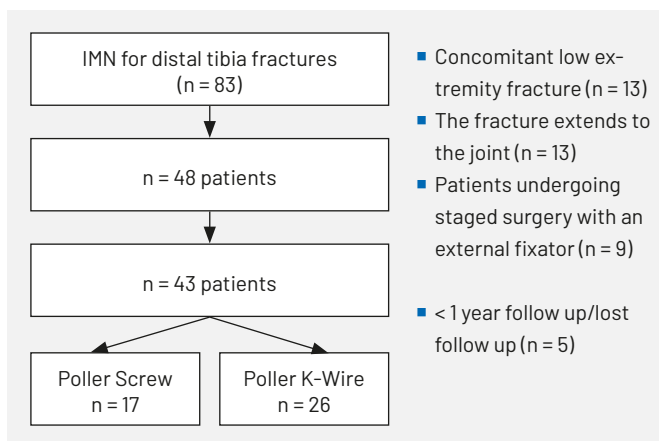 IMN for distal tibia fractures
(n = 83)
n = 48 patients
n = 43 patients
Poller Screw
n = 17
Poller K-Wire
n = 26
▪ Concomitant low ex-
tremity fracture (n = 13)
▪ The fracture extends to
the joint (n = 13)
▪ Patients undergoing
staged surgery with an
external fixator (n = 9)
▪ < 1 year follow up/lost
follow up (n = 5)